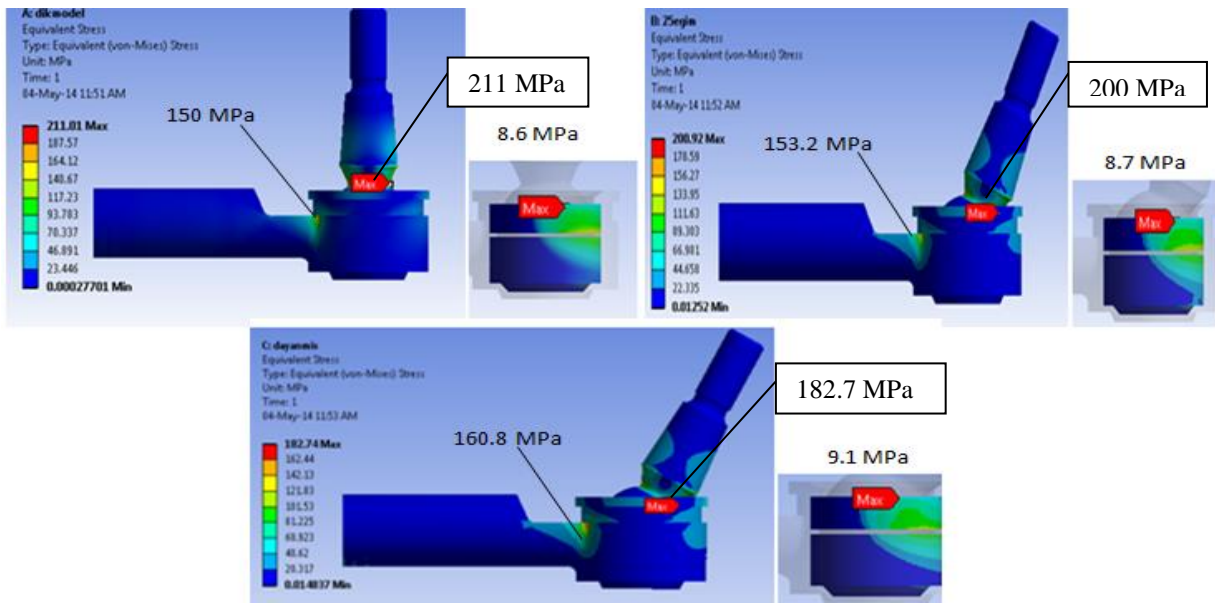 A: dikmodel
Equivalent Stress
Type: Equivalent (von-Mises) Stress
Unit: MPa
Time: 1
04-May-14 11:51 AM
211.01 Max
187.57
164.12
140.67
117.23
93.783
70.337
46.891
23.446
0.00027701 Min
150 MPa
211 MPa
Max
8.6 MPa
Max
B: 25egim
Equivalent Stress
Type: Equivalent (von-Mises) Stress
Unit: MPa
Time: 1
04-May-14 11:52 AM
200.92 Max
178.59
156.27
133.95
111.63
89.303
66.981
44.658
22.335
0.01252 Min
153.2 MPa
200 MPa
Max
8.7 MPa
Max
C: dayanmis
Equivalent Stress
Type: Equivalent (von-Mises) Stress
Unit: MPa
Time: 1
04-May-14 11:53 AM
182.74 Max
162.44
142.13
121.83
101.53
81.225
60.923
40.62
20.317
0.014837 Min
160.8 MPa
182.7 MPa
Max
9.1 MPa
Max